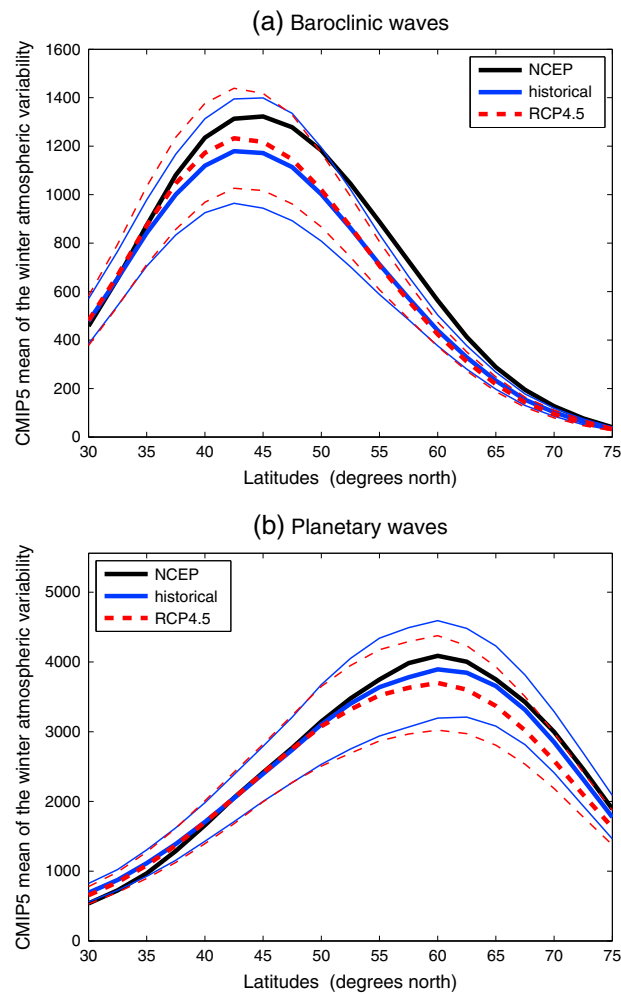 (a) Baroclinic waves
CMIP5 mean of the winter atmospheric variability
1600
1400
1200
1000
800
600
400
200
0
NCEP
historical
RCP4.5
30 35 40 45 50 55 60 65 70 75
Latitudes (degrees north)
(b) Planetary waves
CMIP5 mean of the winter atmospheric variability
5000
4000
3000
2000
1000
0
NCEP
historical
RCP4.5
30 35 40 45 50 55 60 65 70 75
Latitudes (degrees north)